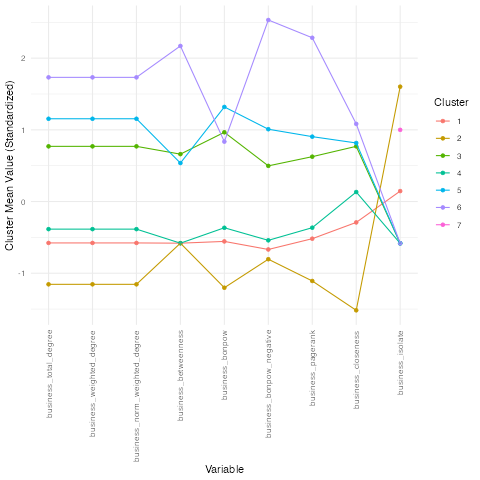 Cluster Mean Value (Standardized)
2
1
0
-1
business_total_degree
business_weighted_degree
business_norm_weighted_degree
business_betweenness
business_bonpow
business_bonpow_negative
business_pagerank
business_closeness
business_isolate
Variable
Cluster
1
2
3
4
5
6
7